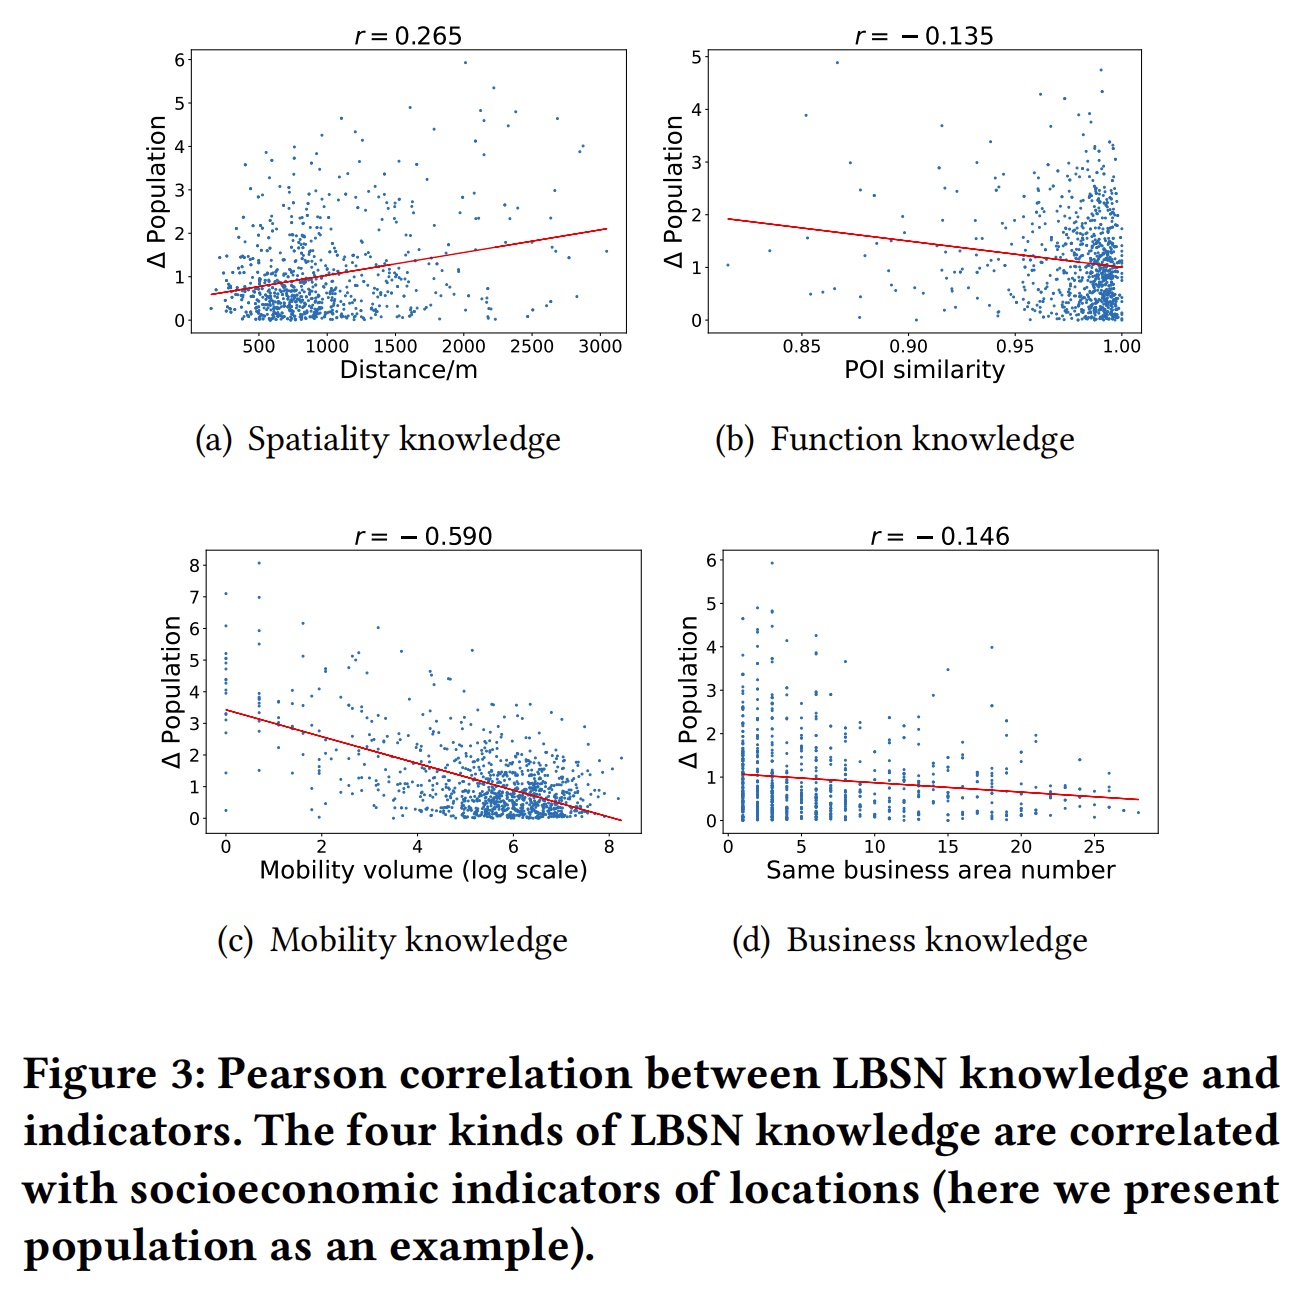 r = 0.265
6
5
4
3
2
1
0
Δ Population
500 1000 1500 2000 2500 3000
Distance/m
(a) Spatiality knowledge
r = −0.135
5
4
3
2
1
0
Δ Population
0.85 0.90 0.95 1.00
POI similarity
(b) Function knowledge
r = −0.590
8
7
6
5
4
3
2
1
0
Δ Population
0 2 4 6 8
Mobility volume (log scale)
(c) Mobility knowledge
r = −0.146
6
5
4
3
2
1
0
Δ Population
0 5 10 15 20 25
Same business area number
(d) Business knowledge
Figure 3: Pearson correlation between LBSN knowledge and
indicators. The four kinds of LBSN knowledge are correlated
with socioeconomic indicators of locations (here we present
population as an example).